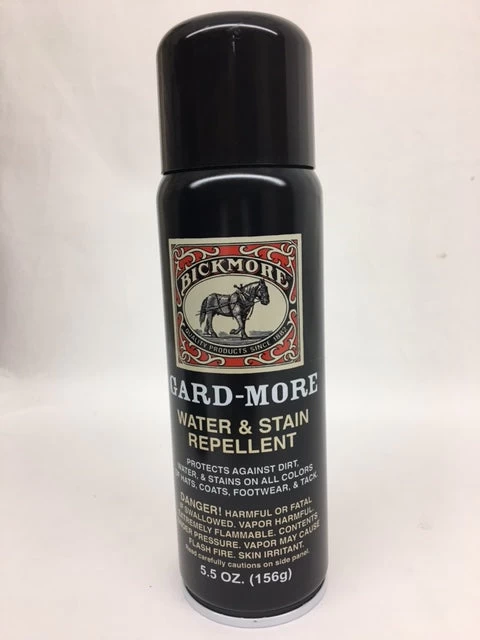 BICKMORE
QUALITY PRODUCTS SINCE 1882
GARD-MORE
WATER & STAIN
REPELLENT
PROTECTS AGAINST DIRT,
WATER, & STAINS ON ALL COLORS
OF HATS, COATS, FOOTWEAR, & TACK.
DANGER! HARMFUL OR FATAL
IF SWALLOWED. VAPOR HARMFUL.
EXTREMELY FLAMMABLE. CONTENTS
UNDER PRESSURE. VAPOR MAY CAUSE
FLASH FIRE. SKIN IRRITANT.
Read carefully cautions on side panel.
5.5 OZ. (156g)